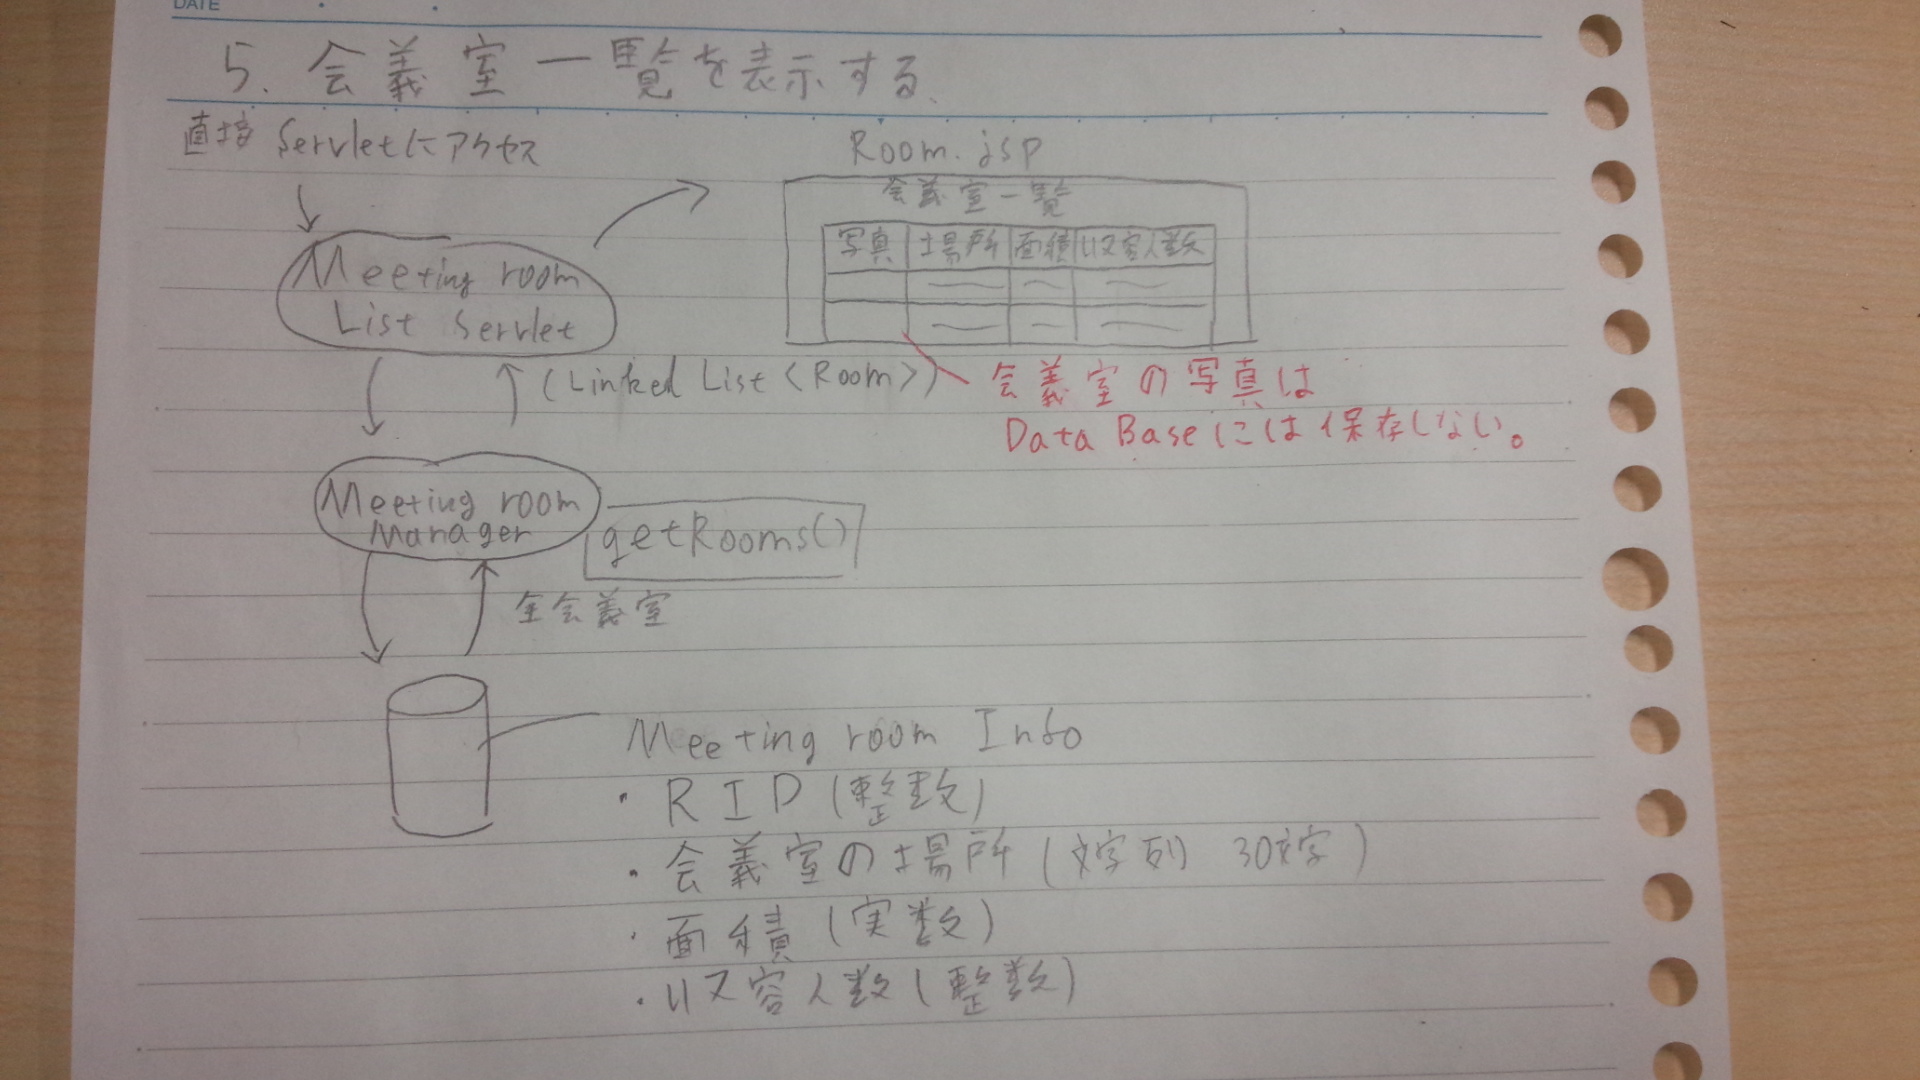 DATE
5. 会議室一覧を表示する.
直接 Servletにアクセス
Room.jsp
会議室一覧
写真 場所 面積 収容人数
Meeting room
List Servlet
(Linked List <Room>)
会議室の写真は
Data Baseには保存しない。
Meeting room
Manager
getRooms()
全会議室
Meeting room Info
・RID (整数)
・会議室の場所 (文字列 30文字)
・面積 (実数)
・収容人数 (整数)